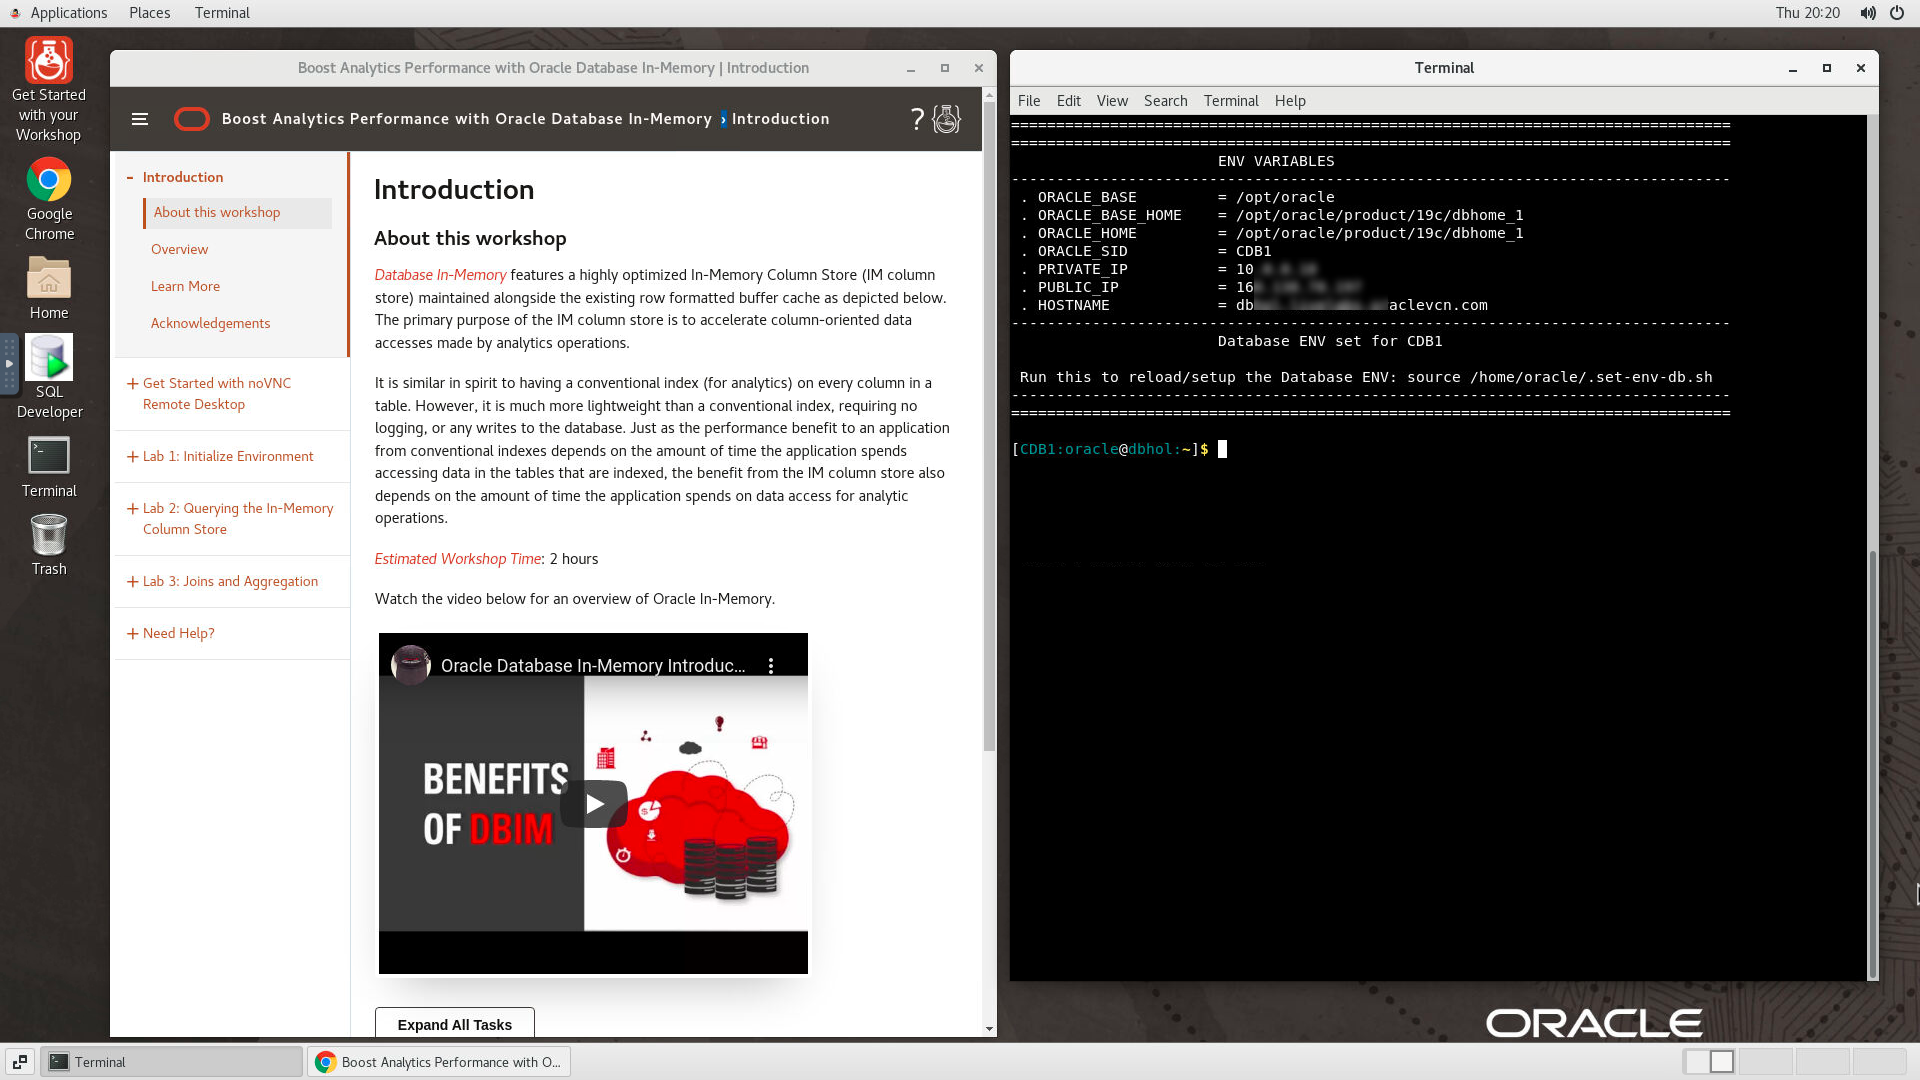 Applications Places Terminal Thu 20:20
Get Started
with your
Workshop
Google
Chrome
Home
SQL
Developer
Terminal
Trash
Boost Analytics Performance with Oracle Database In-Memory | Introduction
Boost Analytics Performance with Oracle Database In-Memory › Introduction
?
- Introduction
About this workshop
Overview
Learn More
Acknowledgements
+ Get Started with noVNC
Remote Desktop
+ Lab 1: Initialize Environment
+ Lab 2: Querying the In-Memory
Column Store
+ Lab 3: Joins and Aggregation
+ Need Help?
Introduction
About this workshop
Database In-Memory features a highly optimized In-Memory Column Store (IM column
store) maintained alongside the existing row formatted buffer cache as depicted below.
The primary purpose of the IM column store is to accelerate column-oriented data
accesses made by analytics operations.
It is similar in spirit to having a conventional index (for analytics) on every column in a
table. However, it is much more lightweight than a conventional index, requiring no
logging, or any writes to the database. Just as the performance benefit to an application
from conventional indexes depends on the amount of time the application spends
accessing data in the tables that are indexed, the benefit from the IM column store also
depends on the amount of time the application spends on data access for analytic
operations.
Estimated Workshop Time: 2 hours
Watch the video below for an overview of Oracle In-Memory.
Oracle Database In-Memory Introduc...
BENEFITS
OF DBIM
Expand All Tasks
Terminal
File Edit View Search Terminal Help
================================================================================
================================================================================
ENV VARIABLES
--------------------------------------------------------------------------------
. ORACLE_BASE = /opt/oracle
. ORACLE_BASE_HOME = /opt/oracle/product/19c/dbhome_1
. ORACLE_HOME = /opt/oracle/product/19c/dbhome_1
. ORACLE_SID = CDB1
. PRIVATE_IP = 10
. PUBLIC_IP = 16
. HOSTNAME = db aclevcn.com
--------------------------------------------------------------------------------
Database ENV set for CDB1
Run this to reload/setup the Database ENV: source /home/oracle/.set-env-db.sh
--------------------------------------------------------------------------------
================================================================================
[CDB1:oracle@dbhol:~]$
ORACLE
Terminal
Boost Analytics Performance with O...